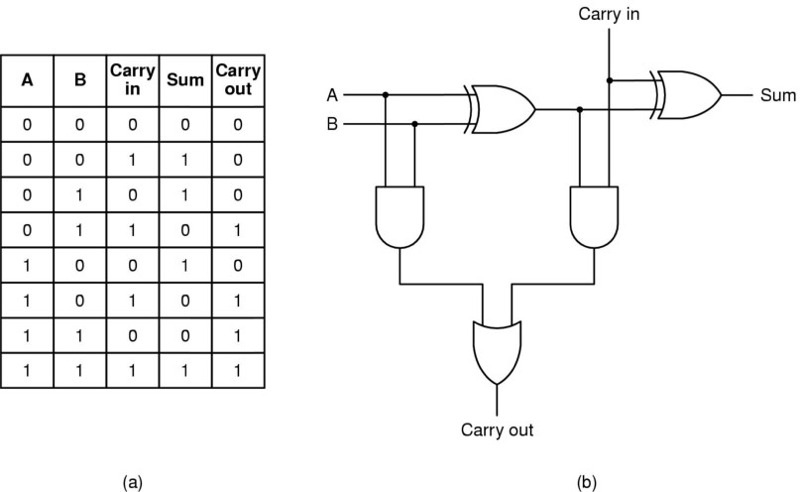 A B Carry in Sum Carry out
0 0 0 0 0
0 0 1 1 0
0 1 0 1 0
0 1 1 0 1
1 0 0 1 0
1 0 1 0 1
1 1 0 0 1
1 1 1 1 1
(a)
Carry in
A
B
Sum
Carry out
(b)